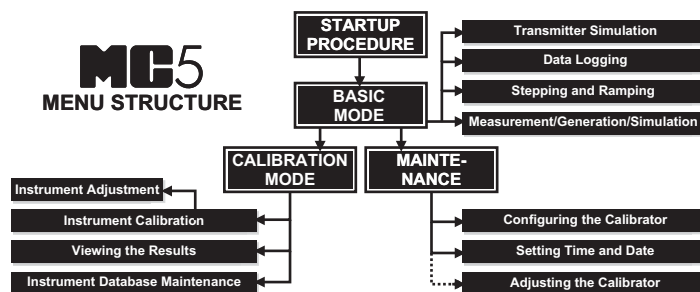 MC5
MENU STRUCTURE
STARTUP
PROCEDURE
BASIC
MODE
Transmitter Simulation
Data Logging
Stepping and Ramping
Measurement/Generation/Simulation
CALIBRATION
MODE
MAINTE-
NANCE
Instrument Adjustment
Instrument Calibration
Viewing the Results
Instrument Database Maintenance
Configuring the Calibrator
Setting Time and Date
Adjusting the Calibrator